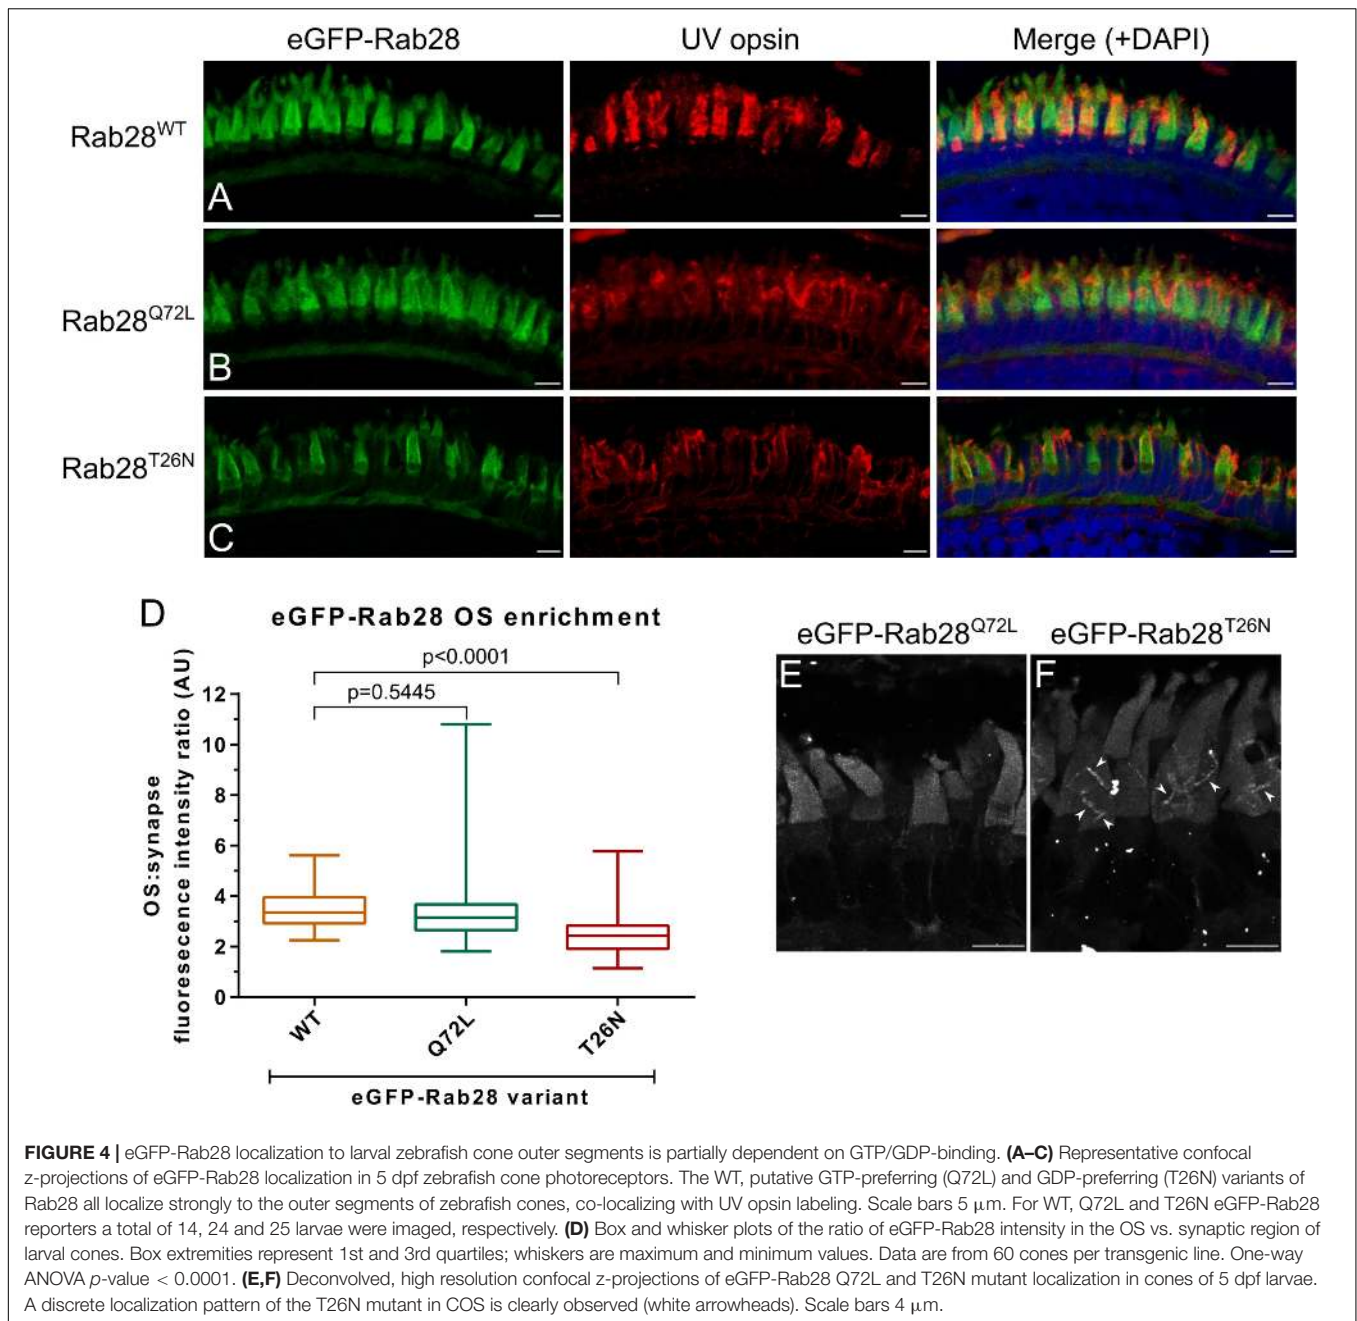 eGFP-Rab28 UV opsin Merge (+DAPI)
Rab28WT
A
Rab28Q72L
B
Rab28T26N
C
D
eGFP-Rab28 OS enrichment
p<0.0001
p=0.5445
OS:synapse
fluoresecence intensity ratio (AU)
12
10
8
6
4
2
0
WT Q72L T26N
eGFP-Rab28 variant
eGFP-Rab28Q72L eGFP-Rab28T26N
E F
FIGURE 4 | eGFP-Rab28 localization to larval zebrafish cone outer segments is partially dependent on GTP/GDP-binding. (A–C) Representative confocal
z-projections of eGFP-Rab28 localization in 5 dpf zebrafish cone photoreceptors. The WT, putative GTP-preferring (Q72L) and GDP-preferring (T26N) variants of
Rab28 all localize strongly to the outer segments of zebrafish cones, co-localizing with UV opsin labeling. Scale bars 5 μm. For WT, Q72L and T26N eGFP-Rab28
reporters a total of 14, 24 and 25 larvae were imaged, respectively. (D) Box and whisker plots of the ratio of eGFP-Rab28 intensity in the OS vs. synaptic region of
larval cones. Box extremities represent 1st and 3rd quartiles; whiskers are maximum and minimum values. Data are from 60 cones per transgenic line. One-way
ANOVA p-value < 0.0001. (E,F) Deconvolved, high resolution confocal z-projections of eGFP-Rab28 Q72L and T26N mutant localization in cones of 5 dpf larvae.
A discrete localization pattern of the T26N mutant in COS is clearly observed (white arrowheads). Scale bars 4 μm.